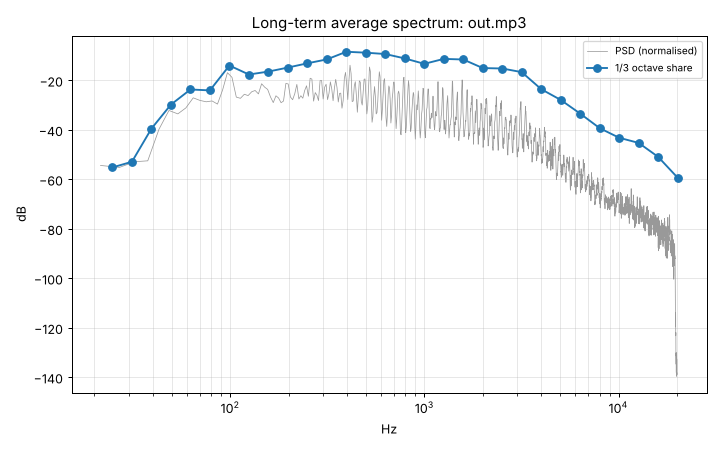 Long-term average spectrum: out.mp3
PSD (normalised)
1/3 octave share
dB
−20
−40
−60
−80
−100
−120
−140
10²
10³
10⁴
Hz